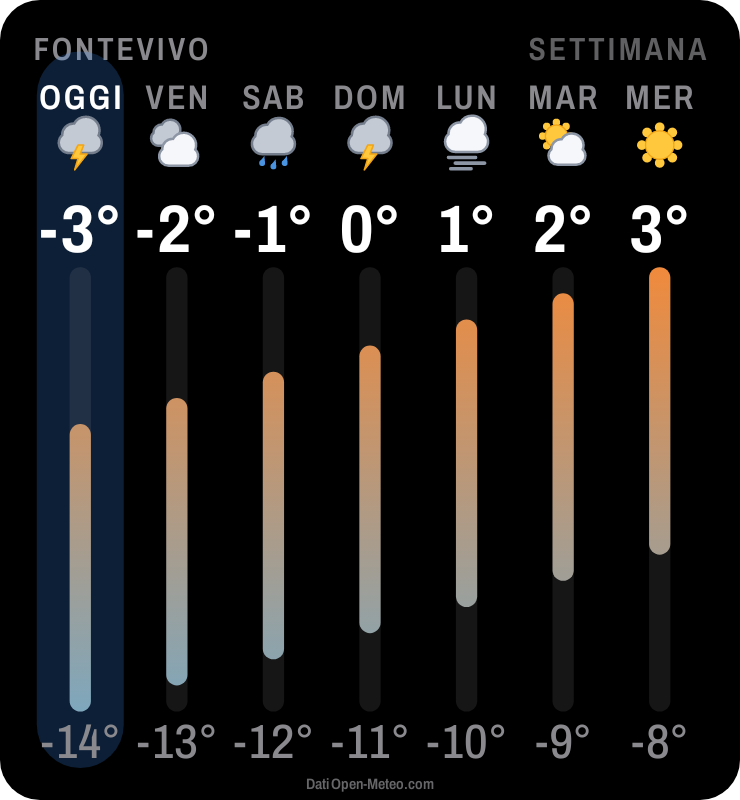 FONTEVIVO SETTIMANA
OGGI VEN SAB DOM LUN MAR MER
-3° -2° -1° 0° 1° 2° 3°
-14° -13° -12° -11° -10° -9° -8°
Dati Open-Meteo.com